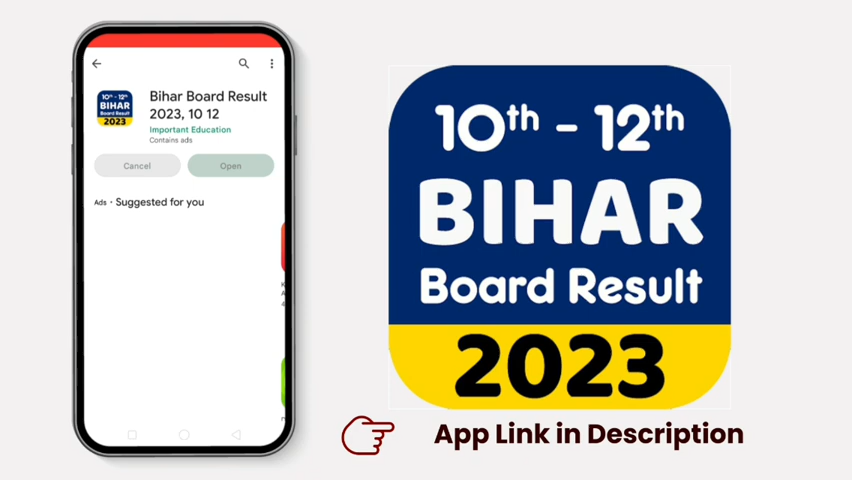 Bihar Board Result
2023, 10 12
Important Education
Contains ads
10th - 12th
BIHAR
Board Result
2023
Cancel
Open
Ads · Suggested for you
10th - 12th
BIHAR
Board Result
2023
App Link in Description